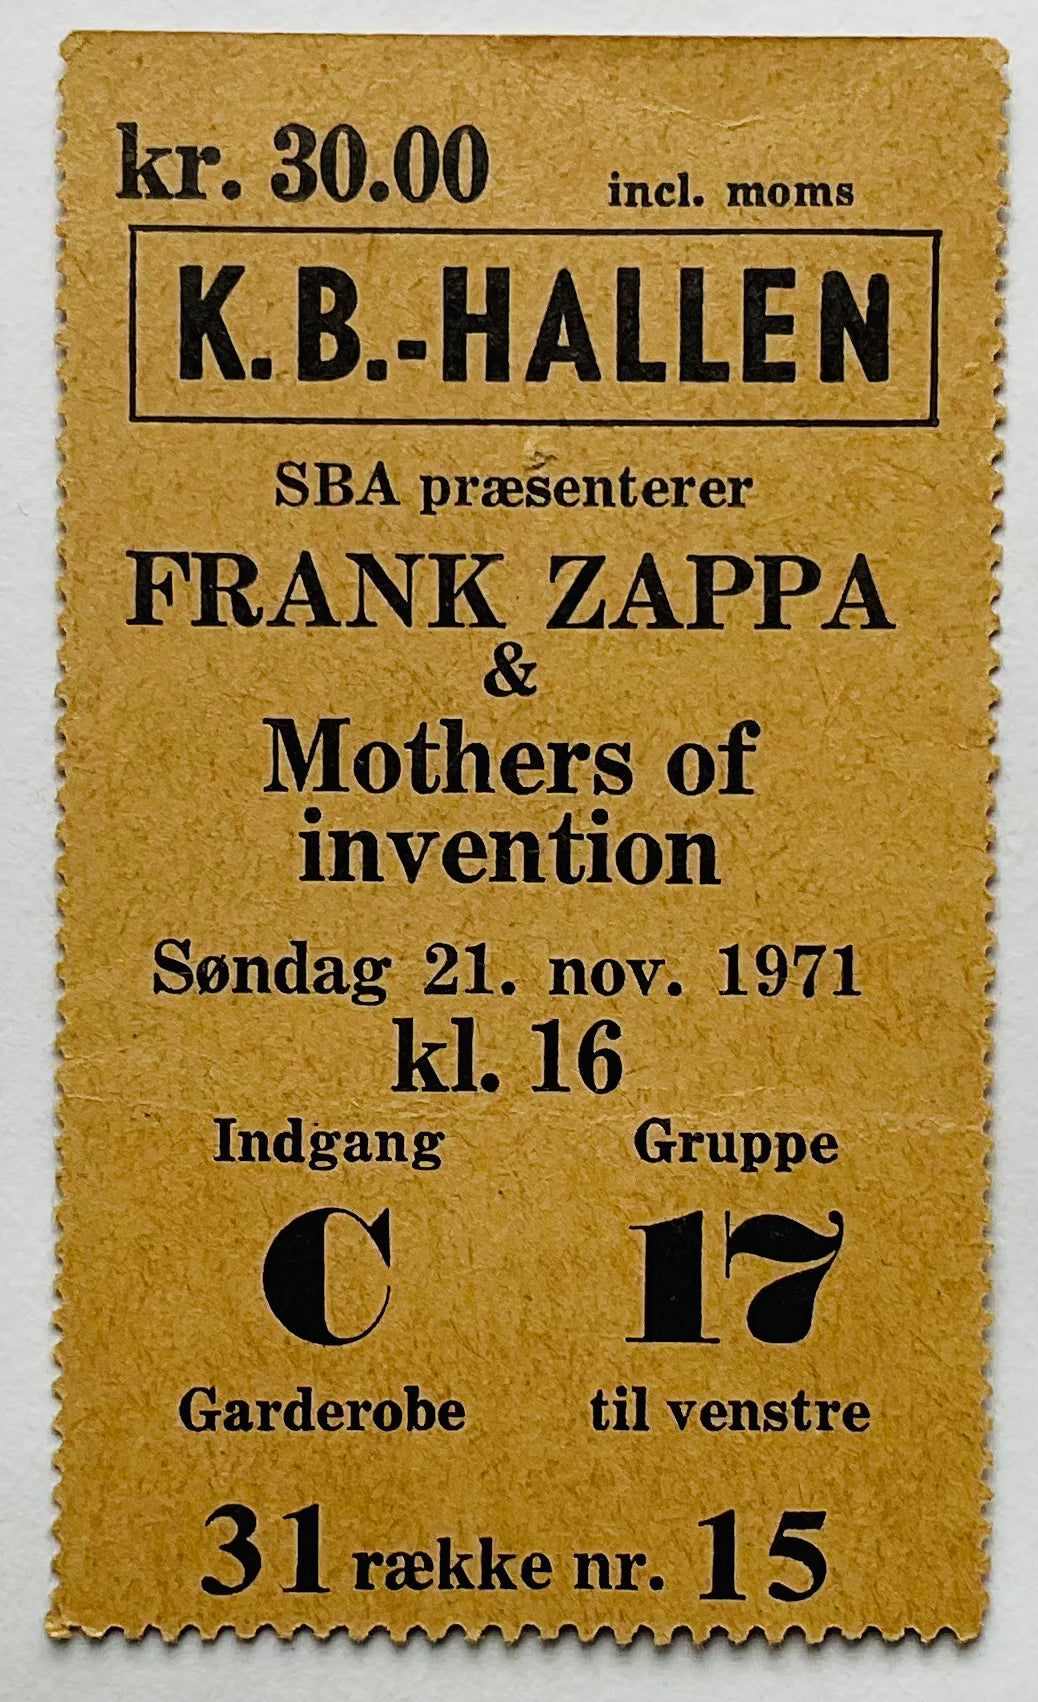 kr. 30.00 incl. moms
K.B.-HALLEN
SBA præsenterer
FRANK ZAPPA
&
Mothers of
invention
Søndag 21. nov. 1971
kl. 16
Indgang Gruppe
C 17
Garderobe til venstre
31 række nr. 15